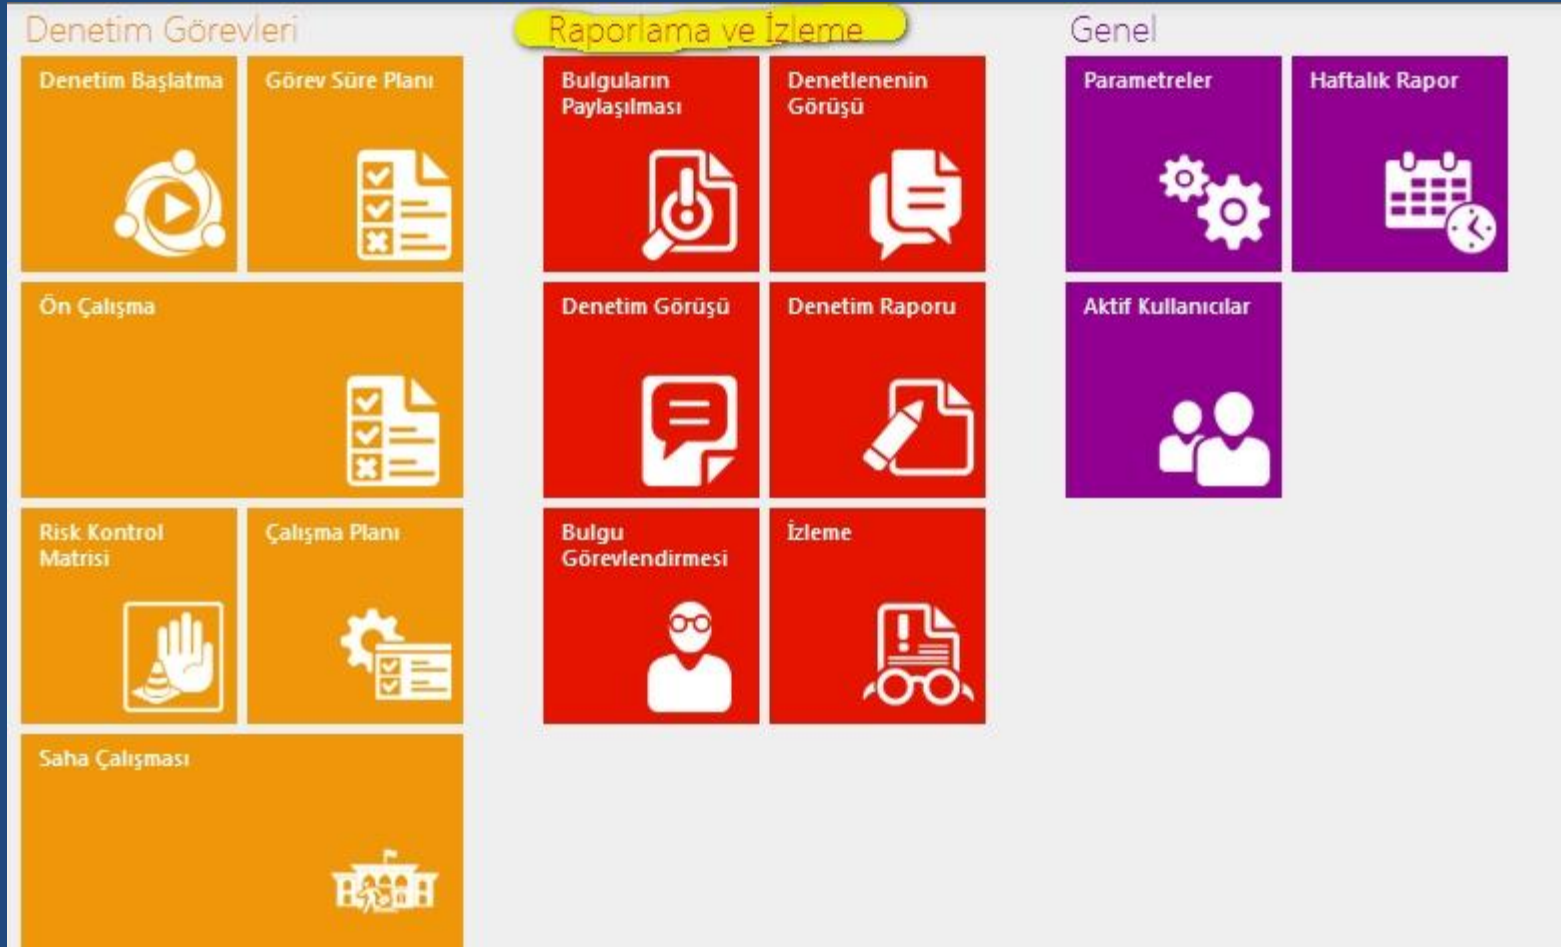 Denetim Görevleri
Denetim Başlatma
Görev Süre Planı
Ön Çalışma
Risk Kontrol
Matrisi
Çalışma Planı
Saha Çalışması
Raporlama ve İzleme
Bulguların
Paylaşılması
Denetlenenin
Görüşü
Denetim Görüşü
Denetim Raporu
Bulgu
Görevlendirmesi
İzleme
Genel
Parametreler
Haftalık Rapor
Aktif Kullanıcılar